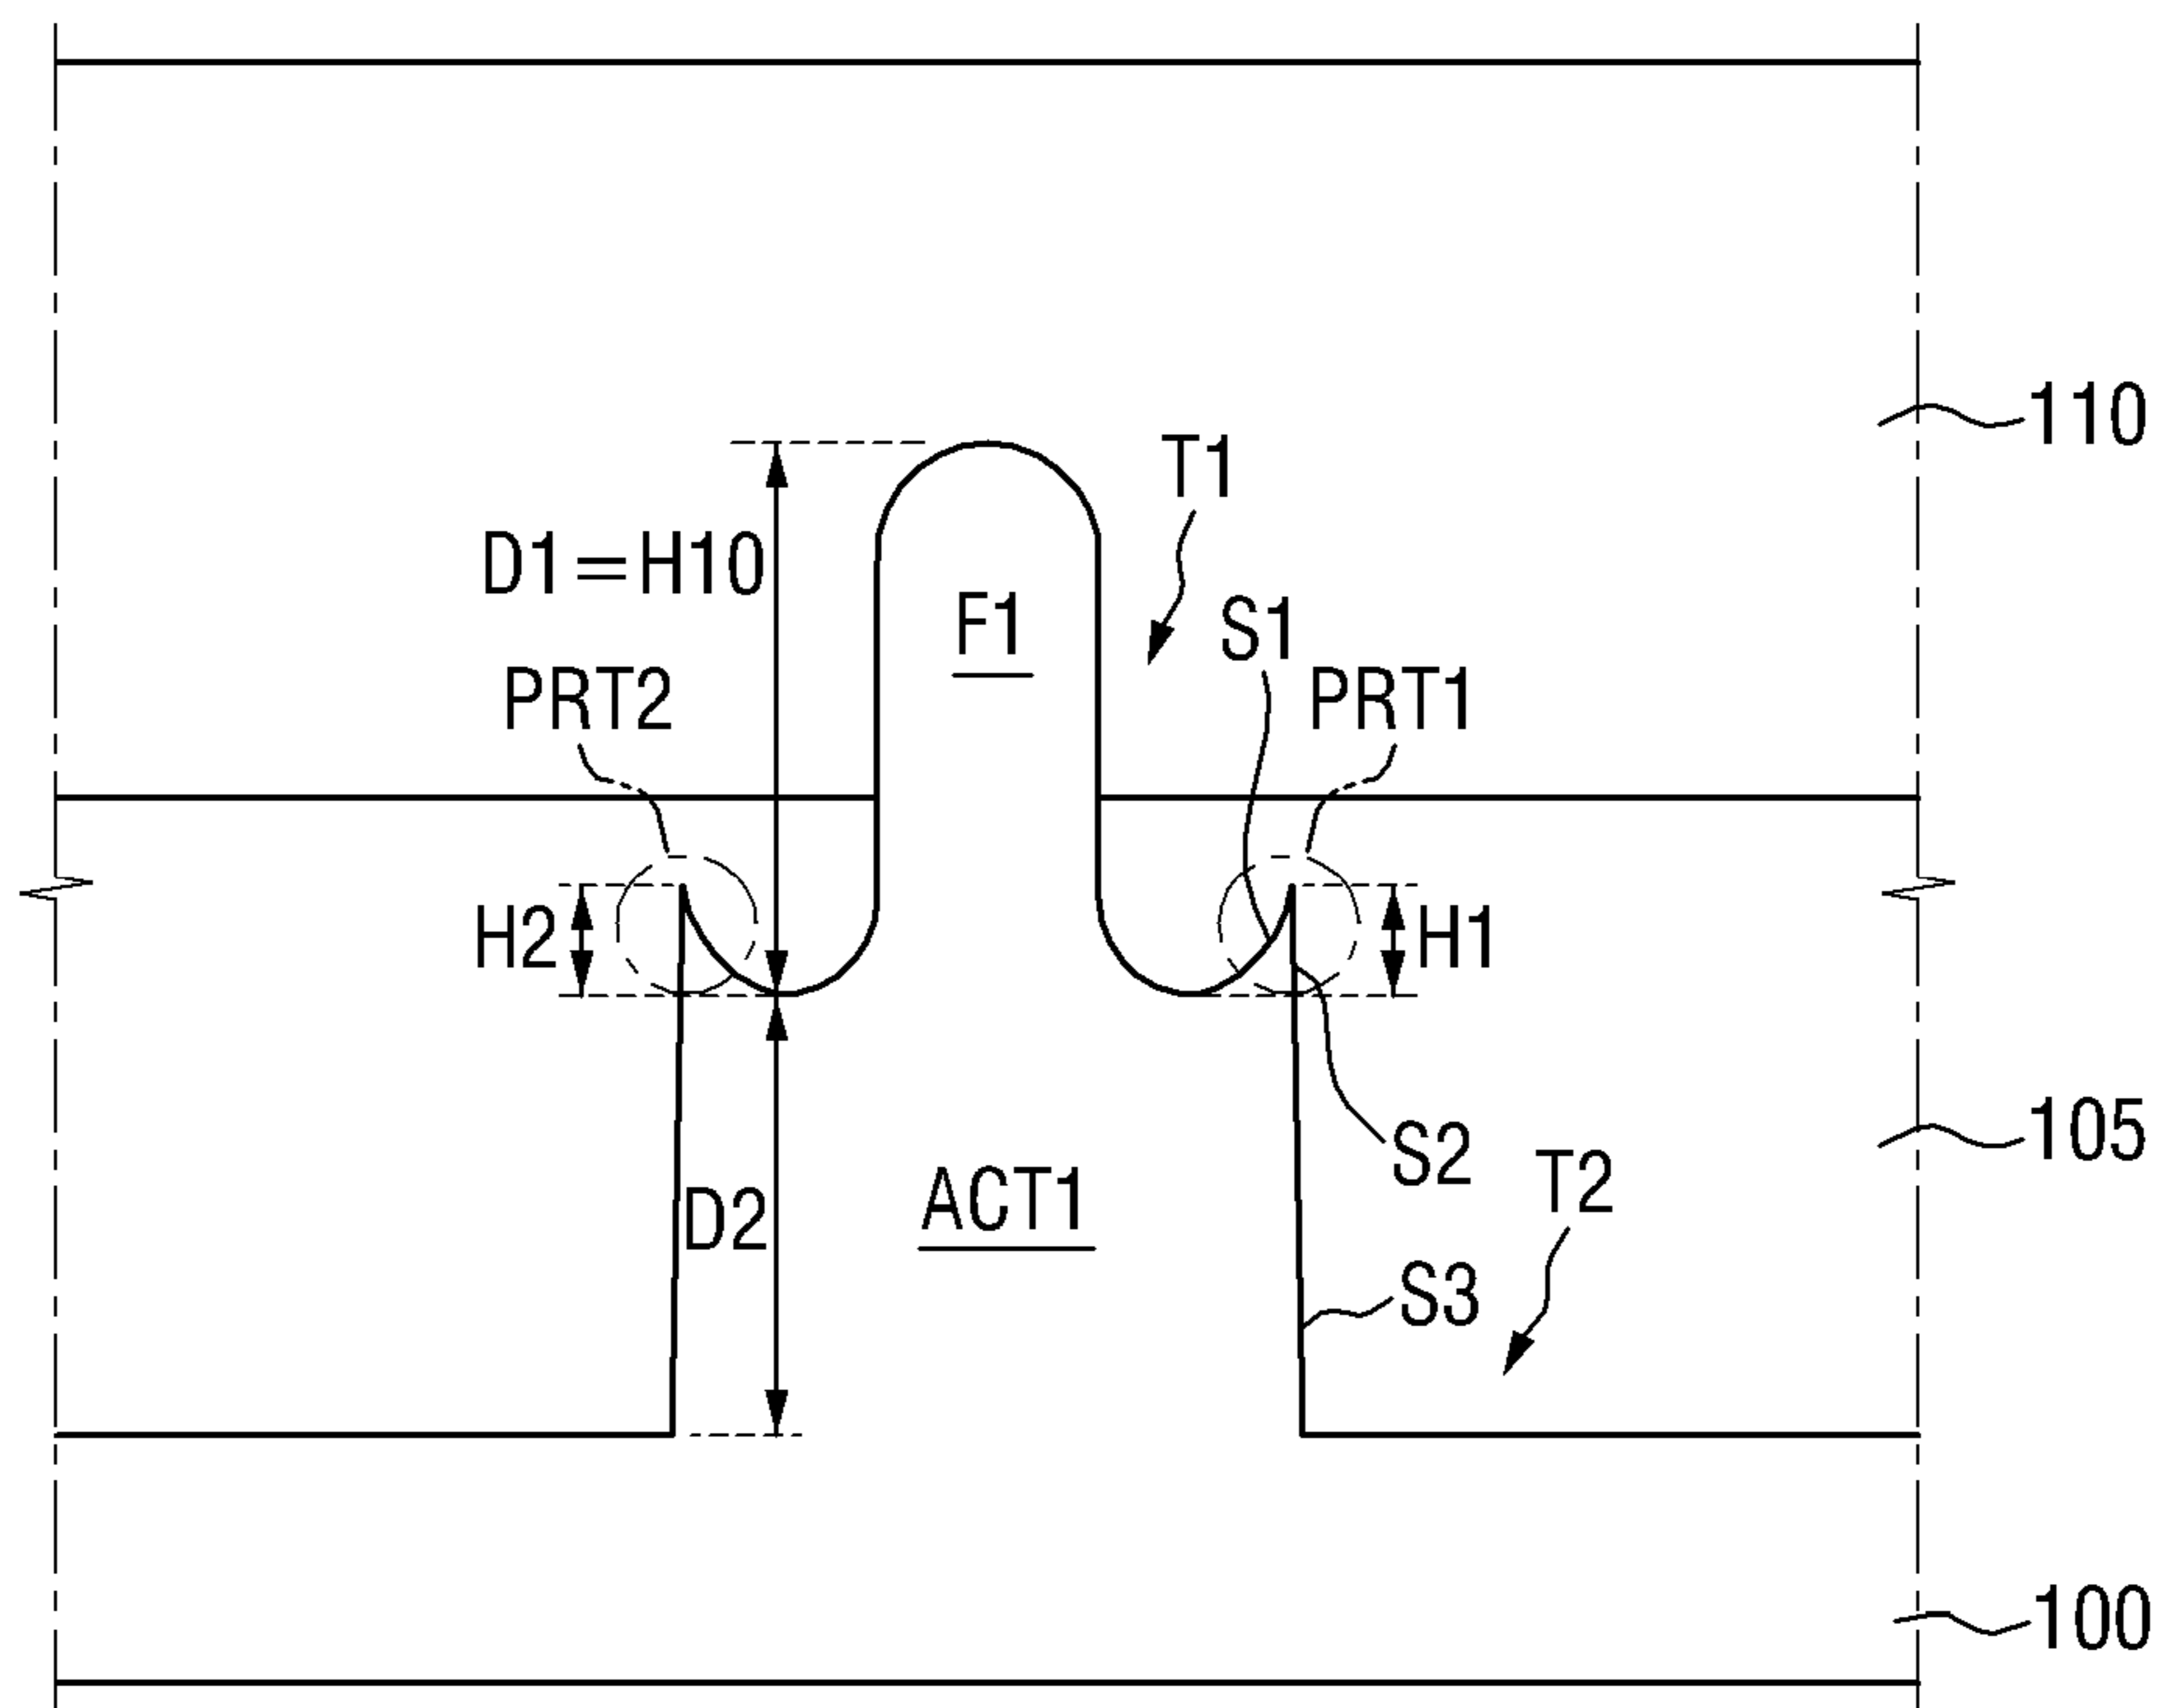 110
T1
D1=H10
F1
S1
PRT2
PRT1
H2
H1
105
S2
T2
ACT1
D2
S3
100